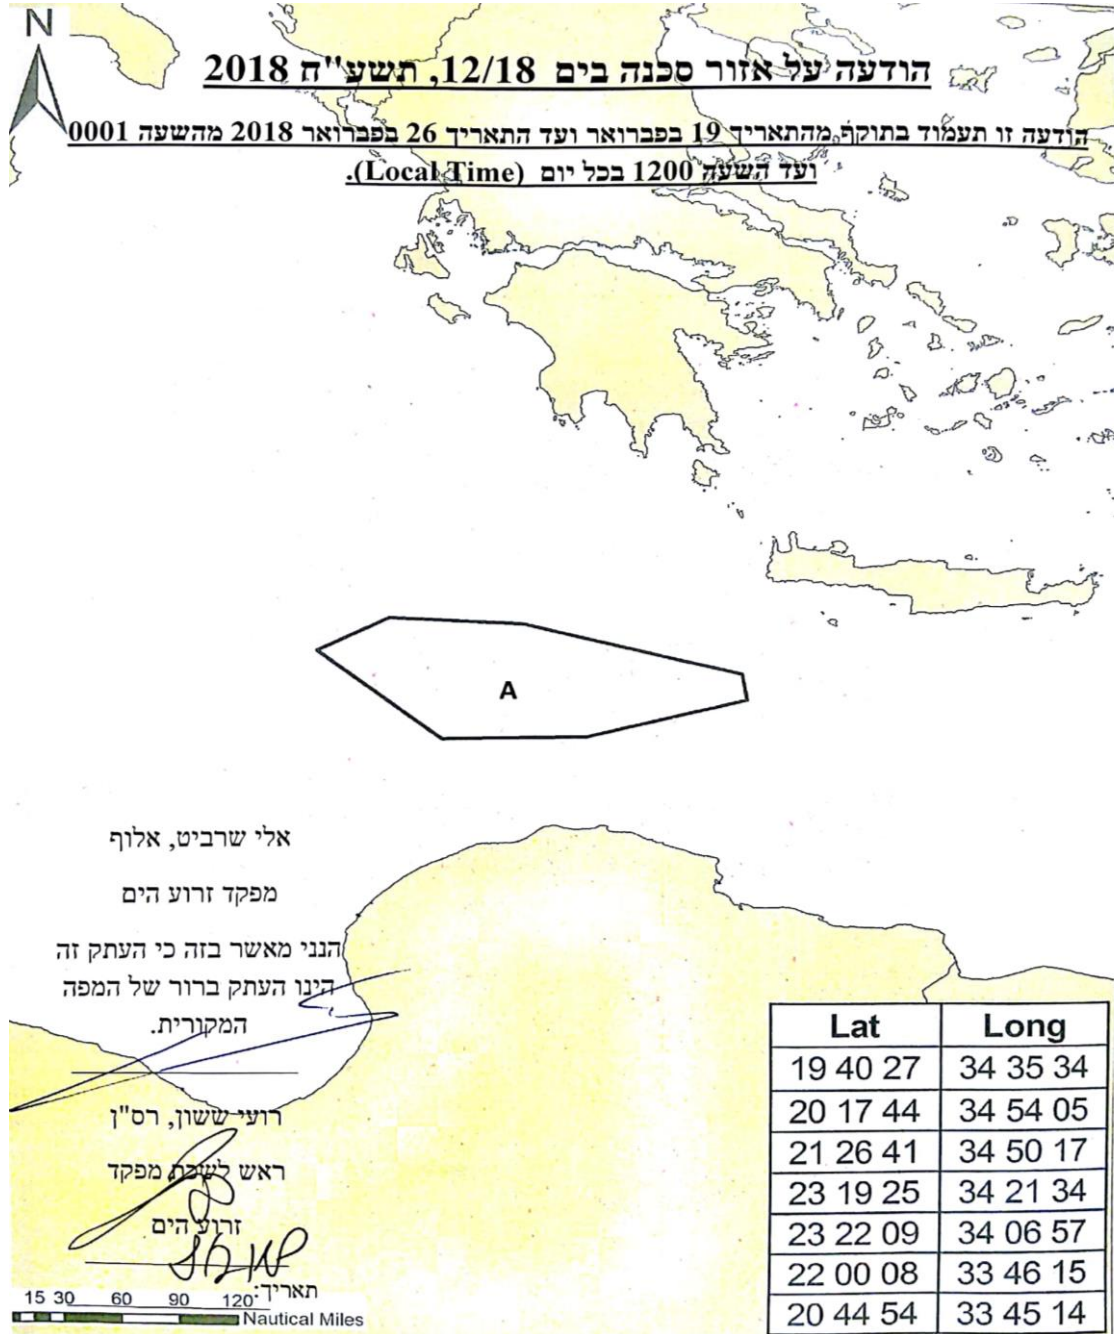 N
הודעה על אזור סכנה בים 12/18, תשע"ח 2018
הודעה זו תעמוד בתוקף מהתאריך 19 בפברואר ועד התאריך 26 בפברואר 2018 מהשעה 0001
ועד השעה 1200 בכל יום (Local Time).
A
אלי שרביט, אלוף
מפקד זרוע הים
הנני מאשר בזה כי העתק זה
הינו העתק ברור של המפה
המקורית.
רועי ששון, רס"ן
ראש לשכת מפקד
זרוע הים
תאריך:
15 30 60 90 120
Nautical Miles
Lat Long
19 40 27 34 35 34
20 17 44 34 54 05
21 26 41 34 50 17
23 19 25 34 21 34
23 22 09 34 06 57
22 00 08 33 46 15
20 44 54 33 45 14